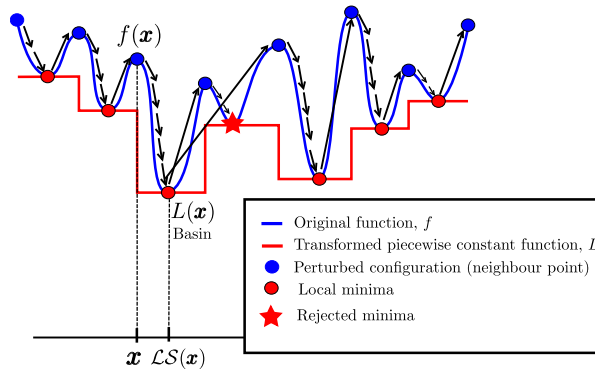 f(𝒙)
L(𝒙)
Basin
Original function, f
Transformed piecewise constant function, L
Perturbed configuration (neighbour point)
Local minima
Rejected minima
𝒙 ℒ𝒮(𝒙)